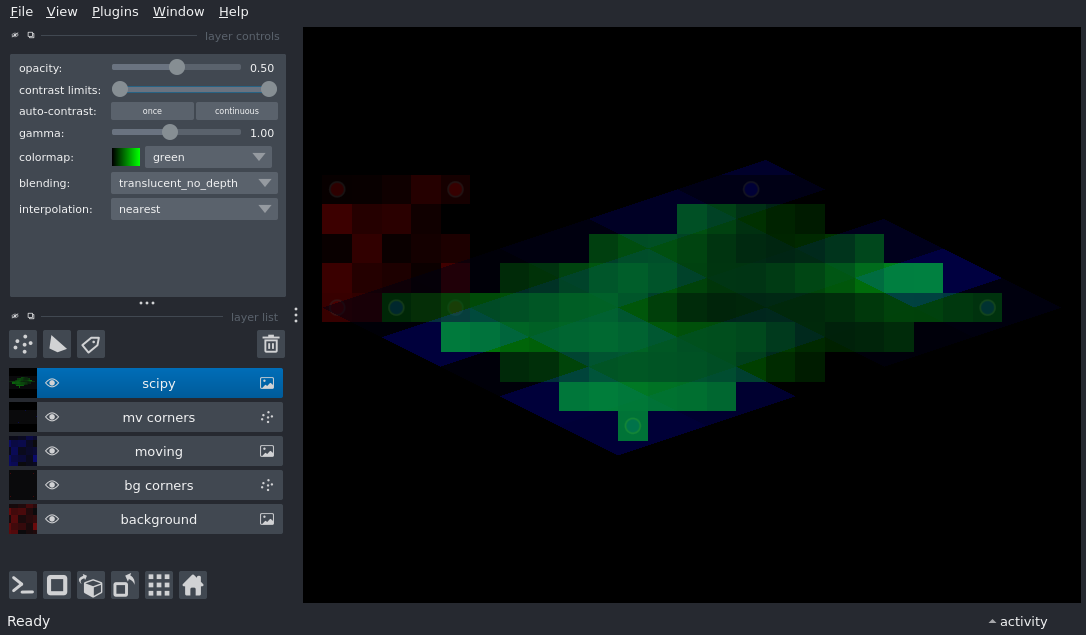 File View Plugins Window Help
layer controls
opacity: 0.50
contrast limits:
auto-contrast: once continuous
gamma: 1.00
colormap: green
blending: translucent_no_depth
interpolation: nearest
layer list
scipy
mv corners
moving
bg corners
background
Ready activity